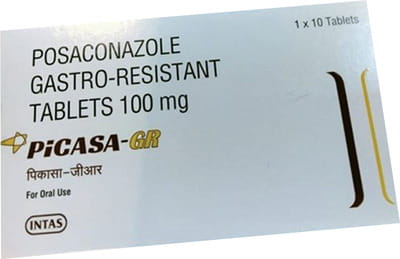 1 x 10 Tablets
POSACONAZOLE
GASTRO-RESISTANT
TABLETS 100 mg
PiCASA-GR
पिकासा-जीआर
For Oral Use
INTAS